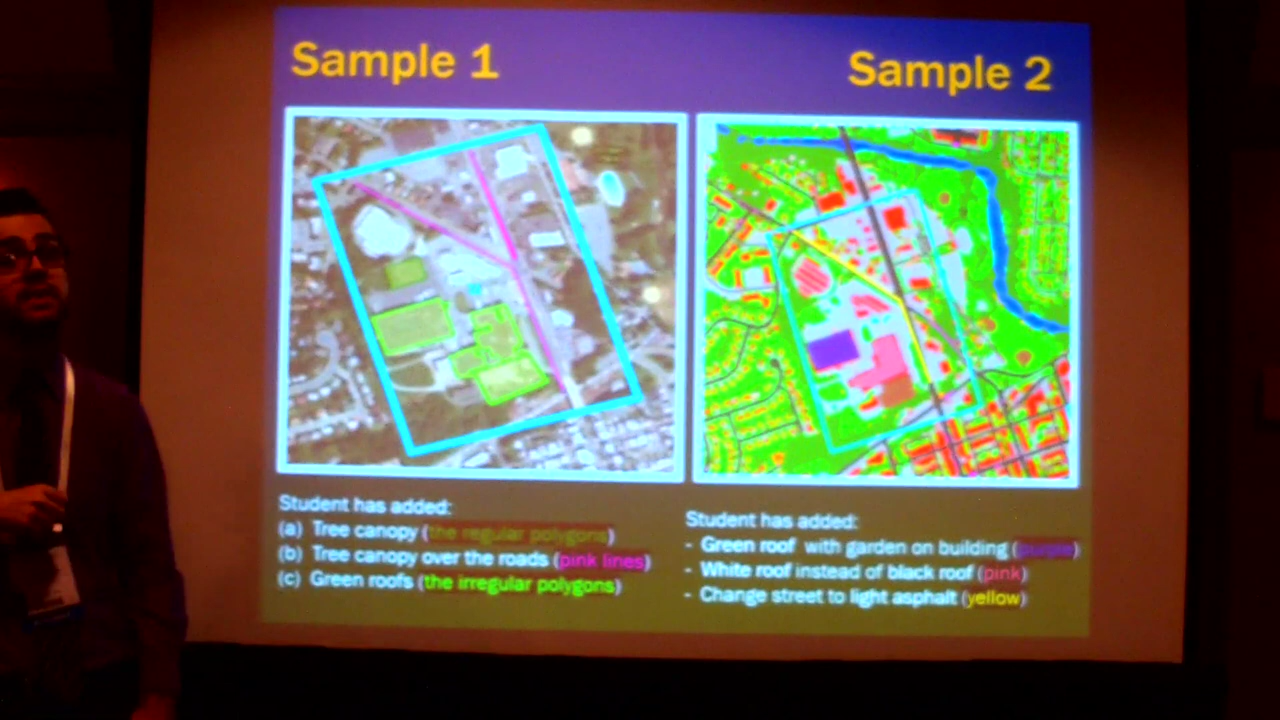 Sample 1
Sample 2
Student has added:
(a) Tree canopy (the regular polygons)
(b) Tree canopy over the roads (pink lines)
(c) Green roofs (the irregular polygons)
Student has added:
- Green roof with garden on building (purple)
- White roof instead of black roof (pink)
- Change street to light asphalt (yellow)